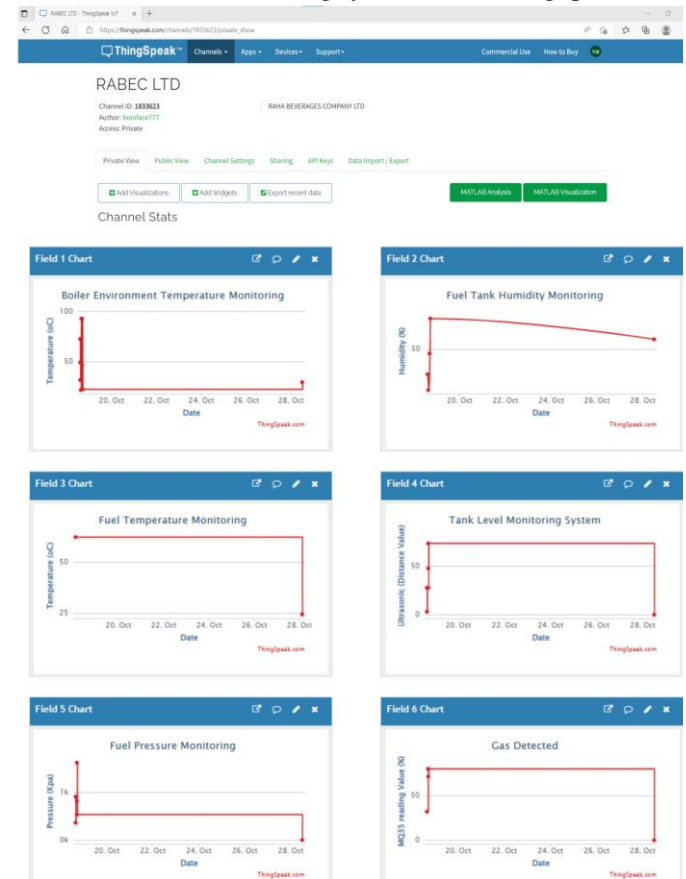 RABEC LTD - ThingSpeak IoT
https://thingspeak.com/channels/1833623/private_show
ThingSpeak™ Channels Apps Devices Support Commercial Use How to Buy
RABEC LTD
Channel ID: 1833623 RAHA BEVERAGES COMPANY LTD
Author: boniface777
Access: Private
Private View Public View Channel Settings Sharing API Keys Data Import / Export
Add Visualizations Add Widgets Export recent data MATLAB Analysis MATLAB Visualization
Channel Stats
Field 1 Chart
Boiler Environment Temperature Monitoring
Temperature (oC)
100
50
20. Oct 22. Oct 24. Oct 26. Oct 28. Oct
Date
ThingSpeak.com
Field 2 Chart
Fuel Tank Humidity Monitoring
Humidity (%)
50
20. Oct 22. Oct 24. Oct 26. Oct 28. Oct
Date
ThingSpeak.com
Field 3 Chart
Fuel Temperature Monitoring
Temperature (oC)
50
25
20. Oct 22. Oct 24. Oct 26. Oct 28. Oct
Date
ThingSpeak.com
Field 4 Chart
Tank Level Monitoring System
Ultrasonic (Distance Value)
50
0
20. Oct 22. Oct 24. Oct 26. Oct 28. Oct
Date
ThingSpeak.com
Field 5 Chart
Fuel Pressure Monitoring
Pressure (Kpa)
1k
0k
20. Oct 22. Oct 24. Oct 26. Oct 28. Oct
Date
ThingSpeak.com
Field 6 Chart
Gas Detected
MQ35 reading Value (%)
50
0
20. Oct 22. Oct 24. Oct 26. Oct 28. Oct
Date
ThingSpeak.com